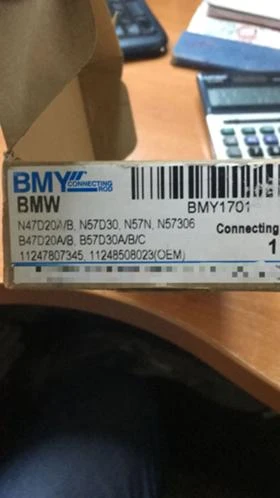 BMY CONNECTING ROD
BMW
BMY1701
N47D20A/B, N57D30, N57N, N57306
Connecting
B47D20A/B, B57D30A/B/C
1
11247807345, 11248508023(OEM)